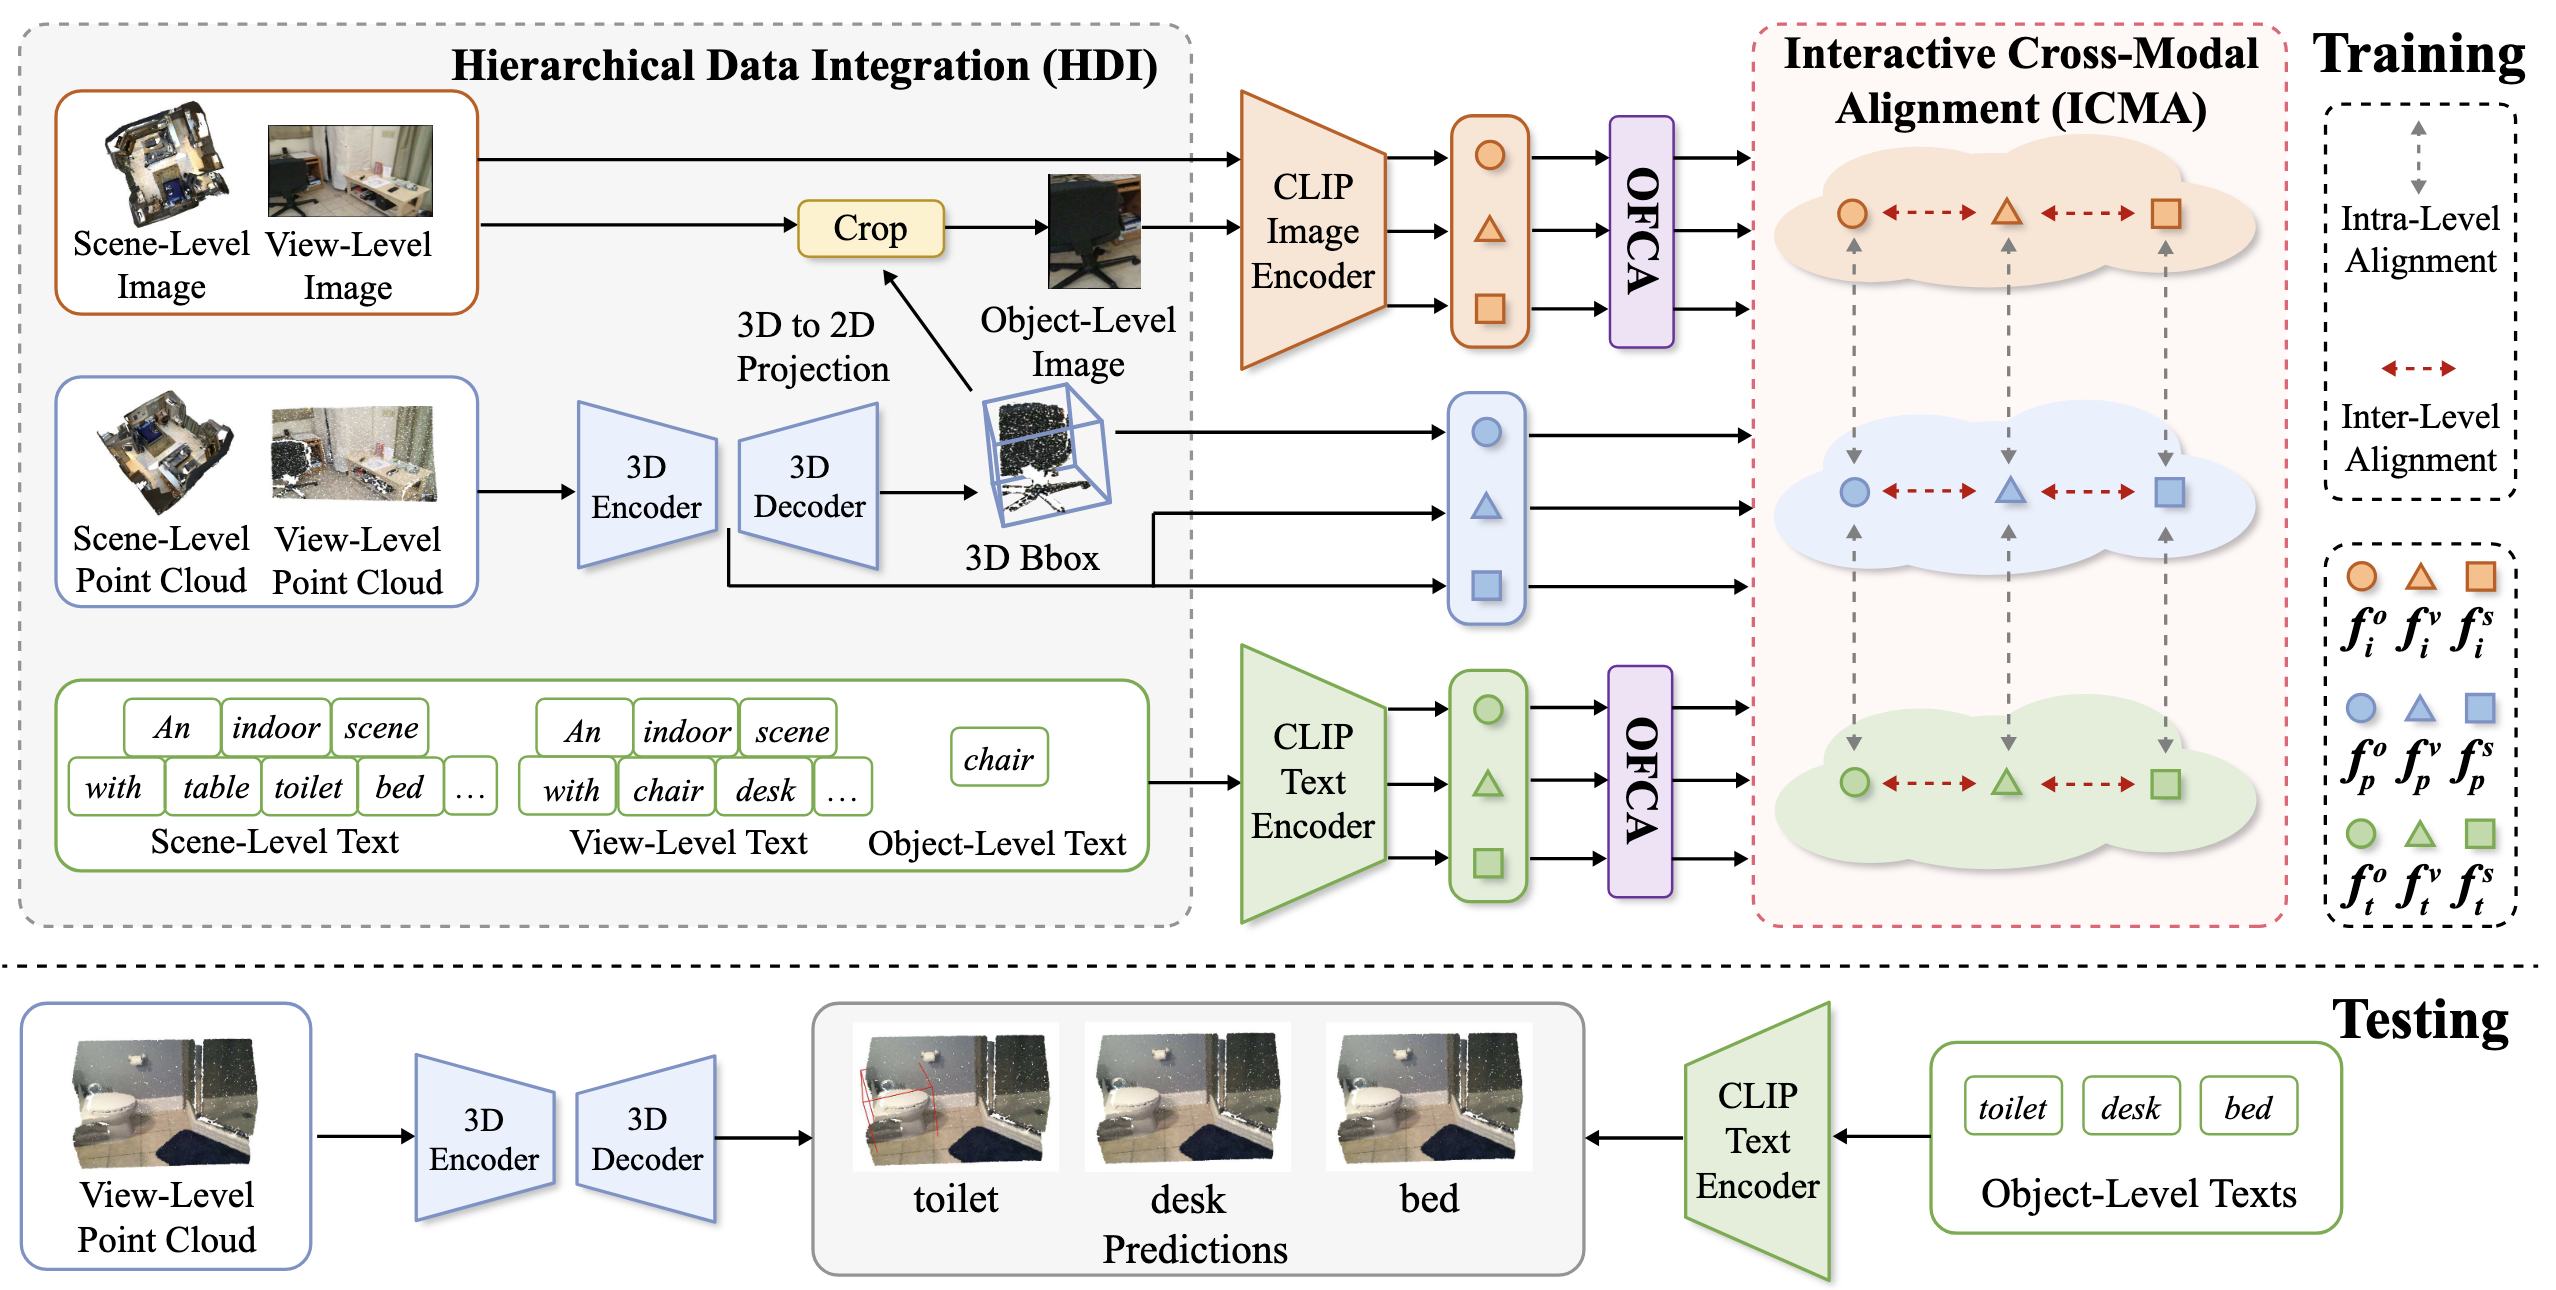 Hierarchical Data Integration (HDI)
Scene-Level
Image
View-Level
Image
Crop
3D to 2D
Projection
Object-Level
Image
Scene-Level
Point Cloud
View-Level
Point Cloud
3D
Encoder
3D
Decoder
3D Bbox
An indoor scene
with table toilet bed ...
Scene-Level Text
An indoor scene
with chair desk ...
View-Level Text
chair
Object-Level Text
CLIP
Image
Encoder
OFCA
CLIP
Text
Encoder
OFCA
Interactive Cross-Modal
Alignment (ICMA)
Training
Intra-Level
Alignment
Inter-Level
Alignment
f_i^o f_i^v f_i^s
f_p^o f_p^v f_p^s
f_t^o f_t^v f_t^s
Testing
View-Level
Point Cloud
3D
Encoder
3D
Decoder
toilet desk bed
Predictions
CLIP
Text
Encoder
toilet desk bed
Object-Level Texts